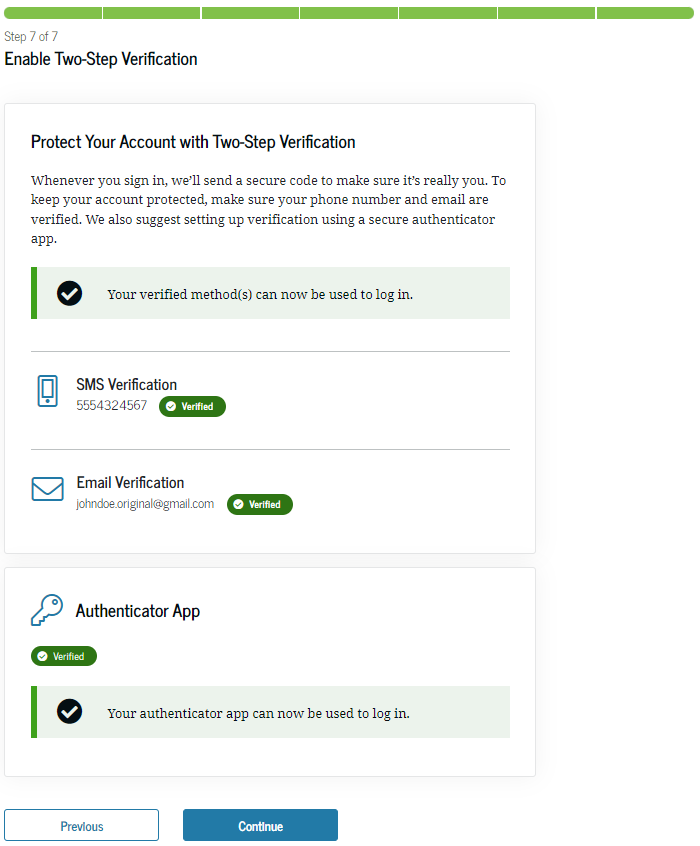 Step 7 of 7
Enable Two-Step Verification
Protect Your Account with Two-Step Verification
Whenever you sign in, we’ll send a secure code to make sure it’s really you. To
keep your account protected, make sure your phone number and email are
verified. We also suggest setting up verification using a secure authenticator
app.
Your verified method(s) can now be used to log in.
SMS Verification
5554324567 Verified
Email Verification
johndoe.original@gmail.com Verified
Authenticator App
Verified
Your authenticator app can now be used to log in.
Previous Continue